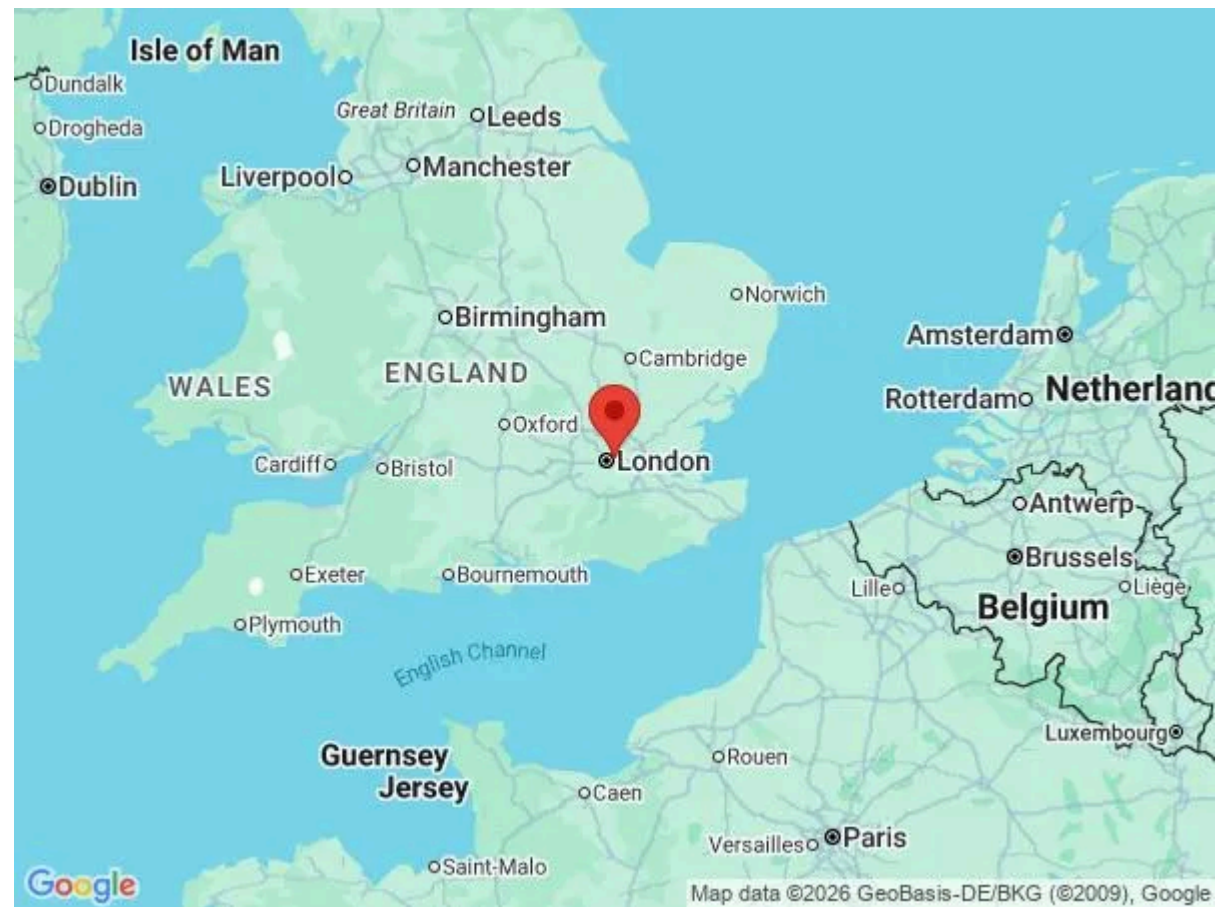 Isle of Man
Dundalk
Great Britain
Leeds
Drogheda
Manchester
Liverpool
Dublin
Norwich
Birmingham
Amsterdam
Cambridge
ENGLAND
WALES
Netherland
Rotterdam
Oxford
London
Cardiff
Bristol
Antwerp
Brussels
Exeter
Bournemouth
Lille
Liège
Belgium
Plymouth
English Channel
Luxembourg
Guernsey
Rouen
Jersey
Caen
Paris
Versailles
Saint-Malo
Google
Map data ©2026 GeoBasis-DE/BKG (©2009), Google